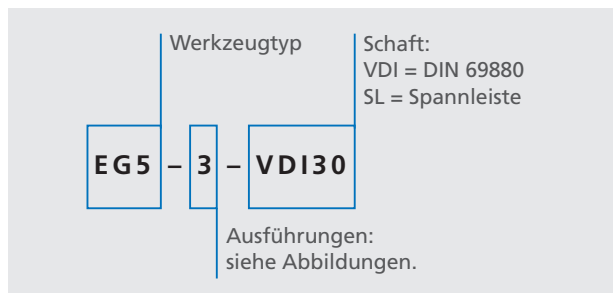 Werkzeugtyp
Schaft:
VDI = DIN 69880
SL = Spannleiste
EG5 – 3 – VDI30
Ausführungen:
siehe Abbildungen.